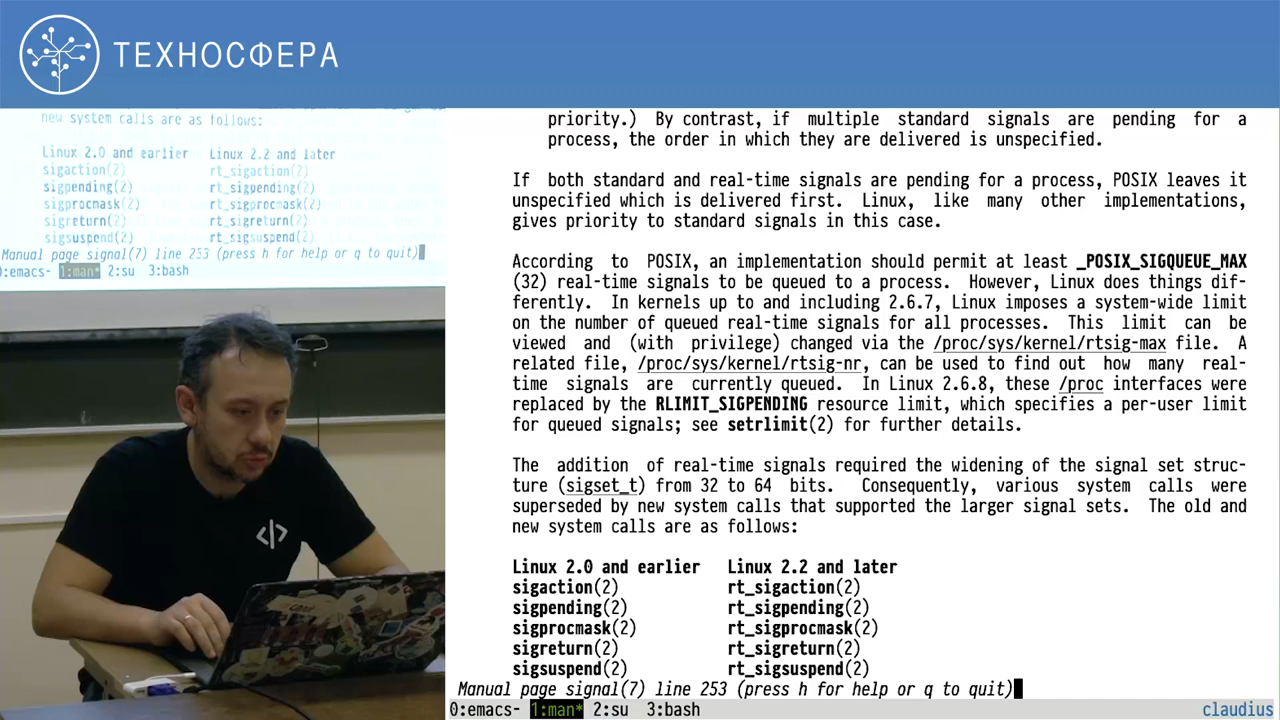 ТЕХНОСФЕРА
new system calls are as follows:
Linux 2.0 and earlier Linux 2.2 and later
sigaction(2) rt_sigaction(2)
sigpending(2) rt_sigpending(2)
sigprocmask(2) rt_sigprocmask(2)
sigreturn(2) rt_sigreturn(2)
sigsuspend(2) rt_sigsuspend(2)
Manual page signal(7) line 253 (press h for help or q to quit)
0:emacs- 1:man* 2:su 3:bash
</>
priority.) By contrast, if multiple standard signals are pending for a
process, the order in which they are delivered is unspecified.
If both standard and real-time signals are pending for a process, POSIX leaves it
unspecified which is delivered first. Linux, like many other implementations,
gives priority to standard signals in this case.
According to POSIX, an implementation should permit at least _POSIX_SIGQUEUE_MAX
(32) real-time signals to be queued to a process. However, Linux does things dif-
ferently. In kernels up to and including 2.6.7, Linux imposes a system-wide limit
on the number of queued real-time signals for all processes. This limit can be
viewed and (with privilege) changed via the /proc/sys/kernel/rtsig-max file. A
related file, /proc/sys/kernel/rtsig-nr, can be used to find out how many real-
time signals are currently queued. In Linux 2.6.8, these /proc interfaces were
replaced by the RLIMIT_SIGPENDING resource limit, which specifies a per-user limit
for queued signals; see setrlimit(2) for further details.
The addition of real-time signals required the widening of the signal set struc-
ture (sigset_t) from 32 to 64 bits. Consequently, various system calls were
superseded by new system calls that supported the larger signal sets. The old and
new system calls are as follows:
Linux 2.0 and earlier Linux 2.2 and later
sigaction(2) rt_sigaction(2)
sigpending(2) rt_sigpending(2)
sigprocmask(2) rt_sigprocmask(2)
sigreturn(2) rt_sigreturn(2)
sigsuspend(2) rt_sigsuspend(2)
Manual page signal(7) line 253 (press h for help or q to quit)
0:emacs- 1:man* 2:su 3:bash claudius